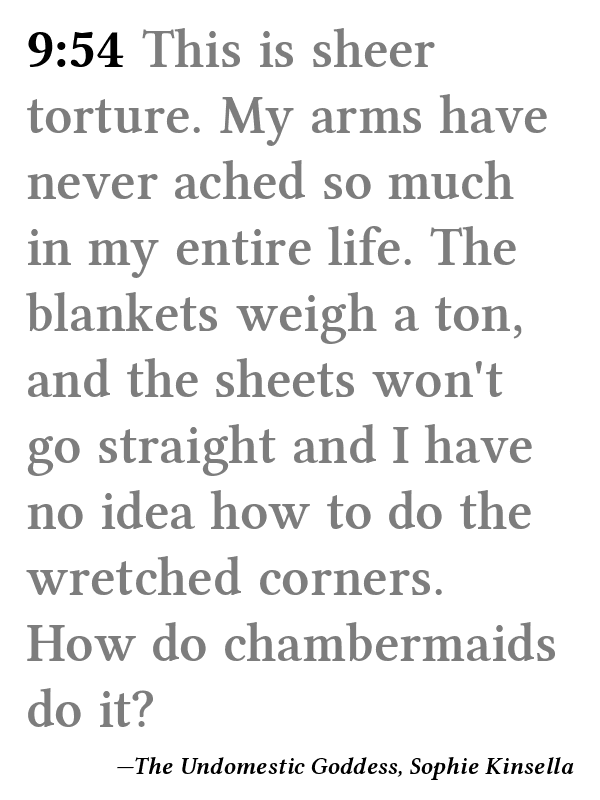 9:54 This is sheer
torture. My arms have
never ached so much
in my entire life. The
blankets weigh a ton,
and the sheets won't
go straight and I have
no idea how to do the
wretched corners.
How do chambermaids
do it?
—The Undomestic Goddess, Sophie Kinsella